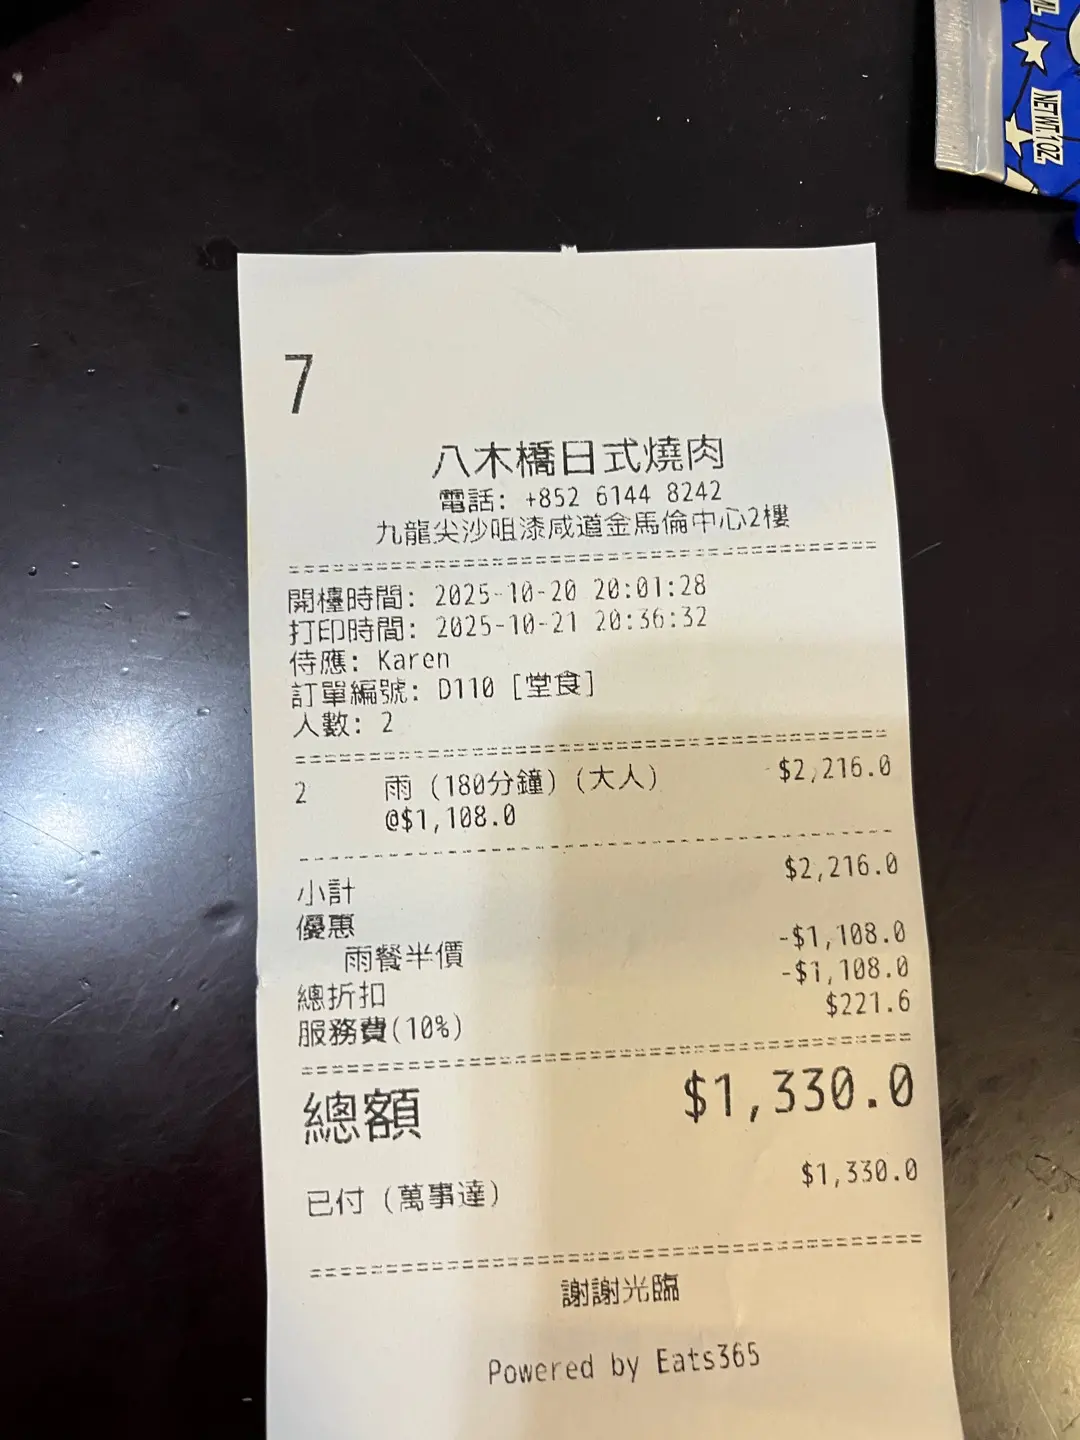 ML
NET WT. 1 OZ
7
八木橋日式燒肉
電話: +852 6144 8242
九龍尖沙咀漆咸道金馬倫中心2樓
開檯時間: 2025-10-20 20:01:28
打印時間: 2025-10-21 20:36:32
侍應: Karen
訂單編號: D110 [堂食]
人數: 2
2 雨 (180分鐘) (大人) $2,216.0
@$1,108.0
小計 $2,216.0
優惠
雨餐半價 -$1,108.0
總折扣 -$1,108.0
服務費(10%) $221.6
總額 $1,330.0
已付 (萬事達) $1,330.0
謝謝光臨
Powered by Eats365